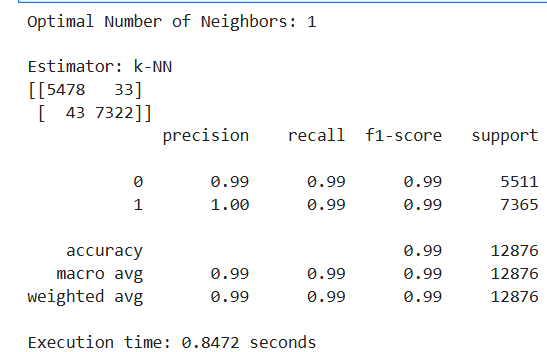 Optimal Number of Neighbors: 1
Estimator: k-NN
[[5478   33]
 [  43 7322]]
              precision    recall  f1-score   support
           0       0.99      0.99      0.99      5511
           1       1.00      0.99      0.99      7365
    accuracy                           0.99     12876
   macro avg       0.99      0.99      0.99     12876
weighted avg       0.99      0.99      0.99     12876
Execution time: 0.8472 seconds